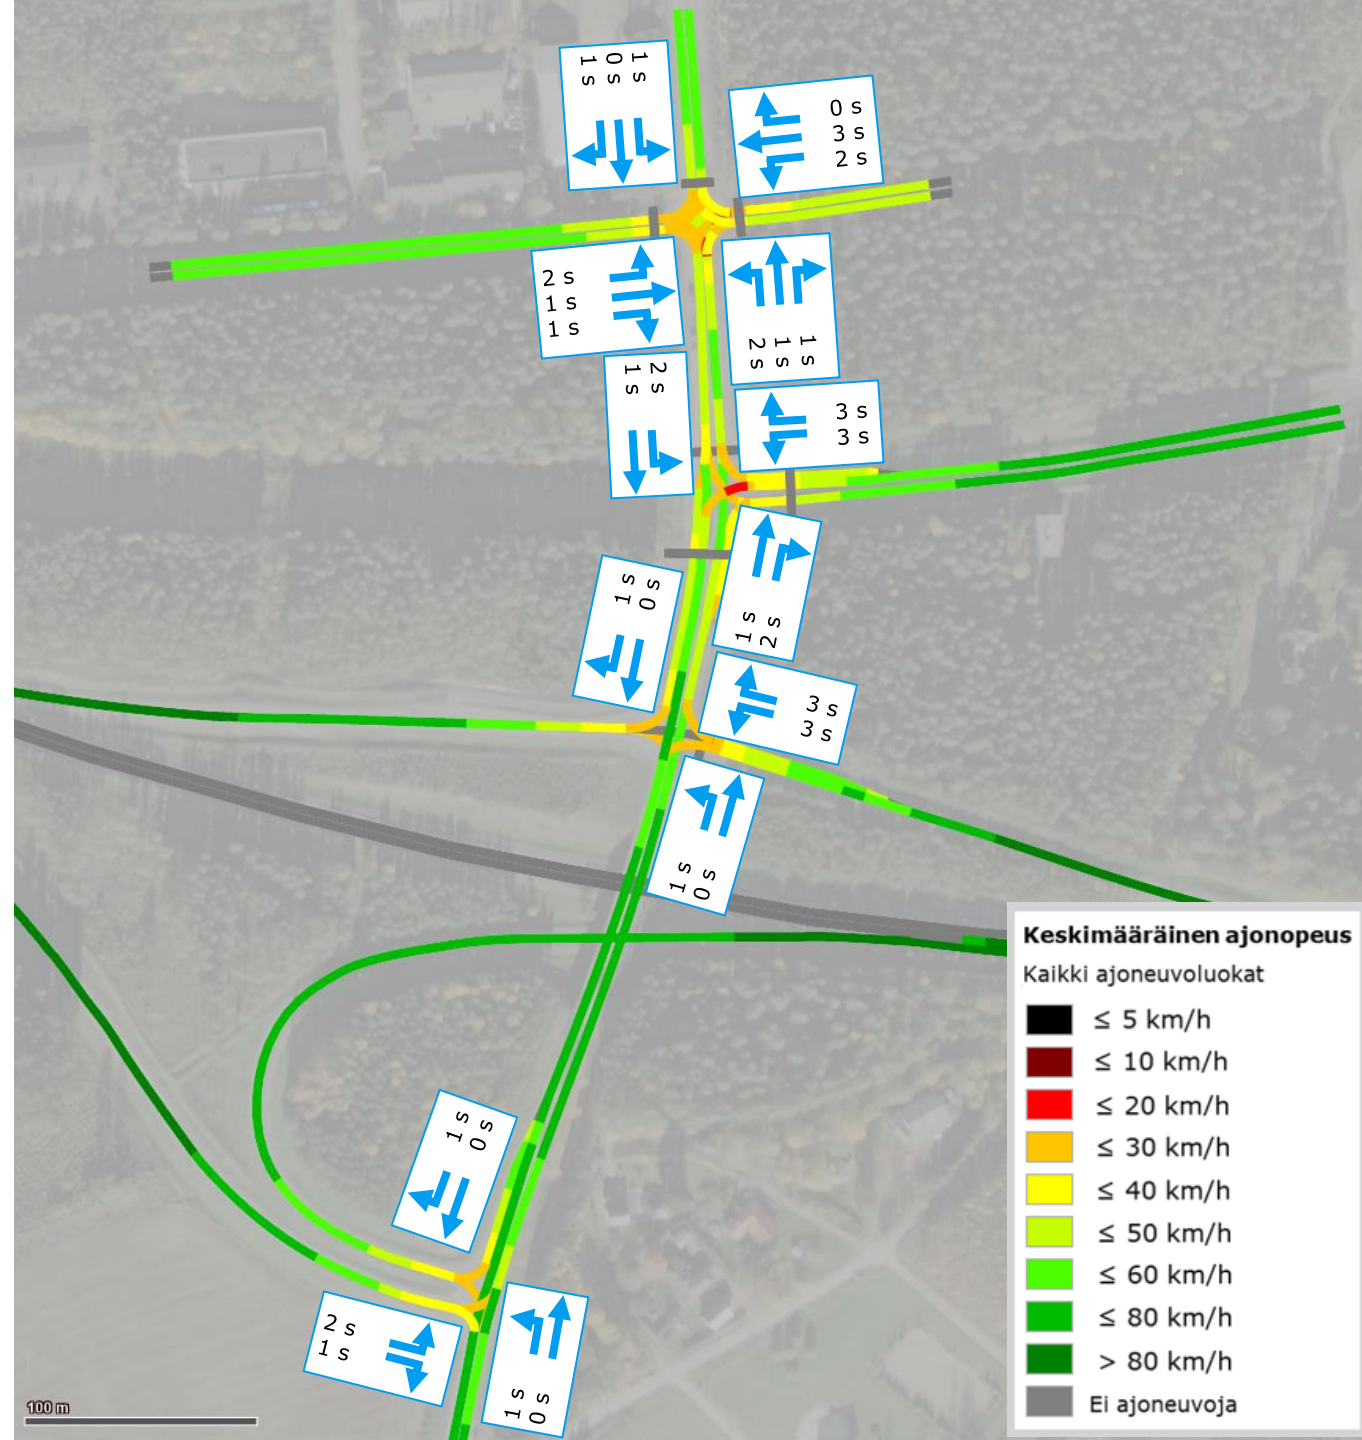 1 s
0 s
1 s
0 s
3 s
2 s
2 s
1 s
1 s
2 s
1 s
1 s
1 s
2 s
3 s
3 s
1 s
0 s
1 s
2 s
3 s
3 s
1 s
0 s
1 s
0 s
2 s
1 s
1 s
0 s
Keskimääräinen ajonopeus
Kaikki ajoneuvoluokat
≤ 5 km/h
≤ 10 km/h
≤ 20 km/h
≤ 30 km/h
≤ 40 km/h
≤ 50 km/h
≤ 60 km/h
≤ 80 km/h
> 80 km/h
Ei ajoneuvoja
100 m